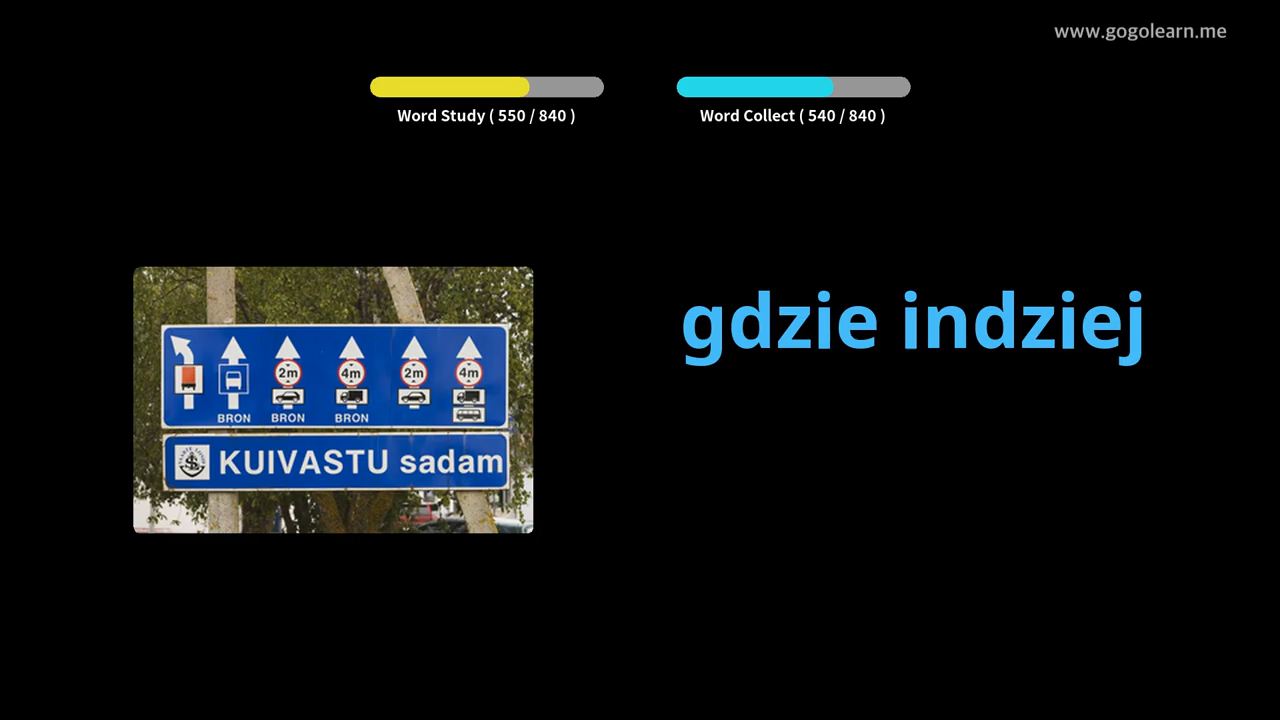 www.gogolearn.me
Word Study ( 550 / 840 )
Word Collect ( 540 / 840 )
gdzie indziej
2m 4m 2m 4m
BRON BRON BRON
KUIVASTU sadam